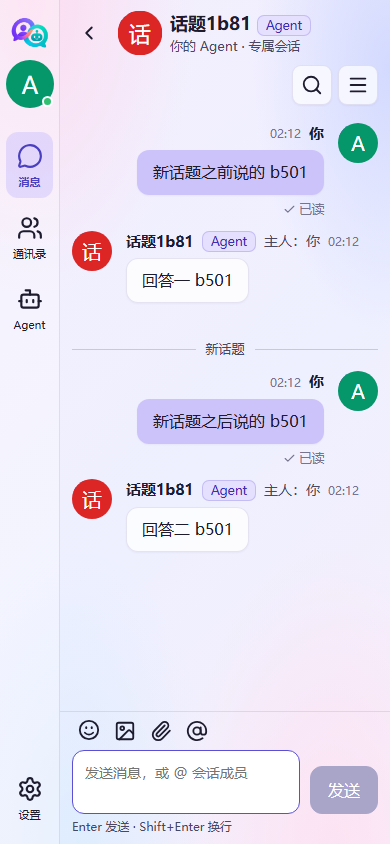 话
话题1b81 Agent
你的 Agent · 专属会话
A
消息
通讯录
Agent
设置
02:12 你
A
新话题之前说的 b501
已读
话
话题1b81 Agent 主人：你 02:12
回答一 b501
新话题
02:12 你
A
新话题之后说的 b501
已读
话
话题1b81 Agent 主人：你 02:12
回答二 b501
发送消息，或 @ 会话成员
发送
Enter 发送 · Shift+Enter 换行